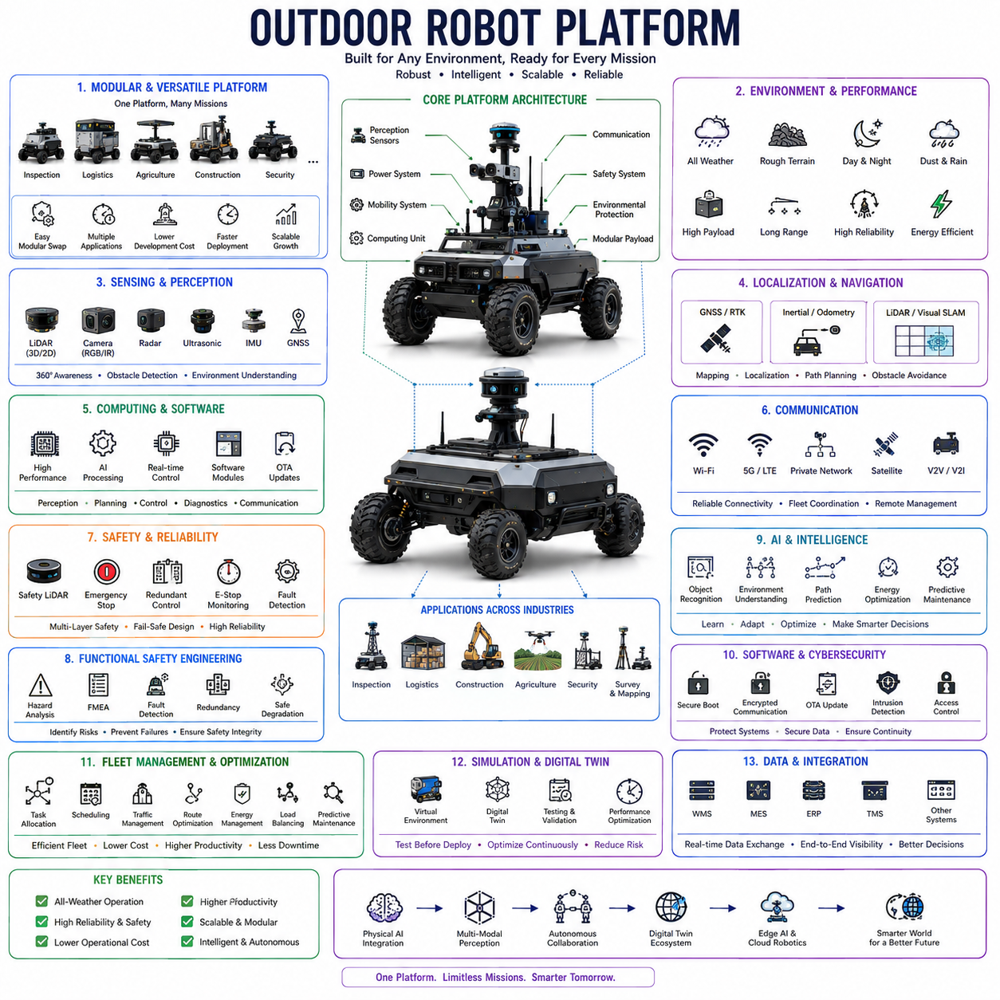 OUTDOOR ROBOT PLATFORM
Built for Any Environment, Ready for Every Mission
Robust • Intelligent • Scalable • Reliable
1. MODULAR & VERSATILE PLATFORM
One Platform, Many Missions
Inspection
Logistics
Agriculture
Construction
Security
...
Easy
Modular Swap
Multiple
Applications
Lower
Development Cost
Faster
Deployment
Scalable
Growth
CORE PLATFORM ARCHITECTURE
Perception
Sensors
Power System
Mobility System
Computing Unit
Communication
Safety System
Environmental
Protection
Modular Payload
2. ENVIRONMENT & PERFORMANCE
All Weather
Rough Terrain
Day & Night
Dust & Rain
High Payload
Long Range
High Reliability
Energy Efficient
3. SENSING & PERCEPTION
LiDAR
(3D/2D)
Camera
(RGB/IR)
Radar
Ultrasonic
IMU
GNSS
360° Awareness • Obstacle Detection • Environment Understanding
4. LOCALIZATION & NAVIGATION
GNSS / RTK
Inertial / Odometry
LiDAR / Visual SLAM
Mapping • Localization • Path Planning • Obstacle Avoidance
5. COMPUTING & SOFTWARE
High
Performance
AI
Processing
Real-time
Control
Software
Modules
OTA
Updates
Perception • Planning • Control • Diagnostics • Communication
6. COMMUNICATION
Wi-Fi
5G / LTE
Private Network
Satellite
V2V / V2I
Reliable Connectivity • Fleet Coordination • Remote Management
7. SAFETY & RELIABILITY
Safety LiDAR
Emergency
Stop
Redundant
Control
E-Stop
Monitoring
Fault
Detection
Multi-Layer Safety • Fail-Safe Design • High Reliability
8. FUNCTIONAL SAFETY ENGINEERING
Hazard
Analysis
FMEA
Fault
Detection
Redundancy
Safe
Degradation
Identify Risks • Prevent Failures • Ensure Safety Integrity
APPLICATIONS ACROSS INDUSTRIES
Inspection
Logistics
Construction
Agriculture
Security
Survey
& Mapping
9. AI & INTELLIGENCE
Object
Recognition
Environment
Understanding
Path
Prediction
Energy
Optimization
Predictive
Maintenance
Learn • Adapt • Optimize • Make Smarter Decisions
10. SOFTWARE & CYBERSECURITY
Secure Boot
Encrypted
Communication
OTA Update
Intrusion
Detection
Access
Control
Protect Systems • Secure Data • Ensure Continuity
11. FLEET MANAGEMENT & OPTIMIZATION
Task
Allocation
Scheduling
Traffic
Management
Route
Optimization
Energy
Management
Load
Balancing
Predictive
Maintenance
Efficient Fleet • Lower Cost • Higher Productivity • Less Downtime
12. SIMULATION & DIGITAL TWIN
Virtual
Environment
Digital
Twin
Testing &
Validation
Performance
Optimization
Test Before Deploy • Optimize Continuously • Reduce Risk
13. DATA & INTEGRATION
WMS
MES
ERP
TMS
Other
Systems
Real-time Data Exchange • End-to-End Visibility • Better Decisions
KEY BENEFITS
All-Weather Operation
High Reliability & Safety
Lower Operational Cost
Higher Productivity
Scalable & Modular
Intelligent & Autonomous
Physical AI
Integration
Multi-Modal
Perception
Autonomous
Collaboration
Digital Twin
Ecosystem
Edge AI &
Cloud Robotics
Smarter World
for a Better Future
One Platform. Limitless Missions. Smarter Tomorrow.